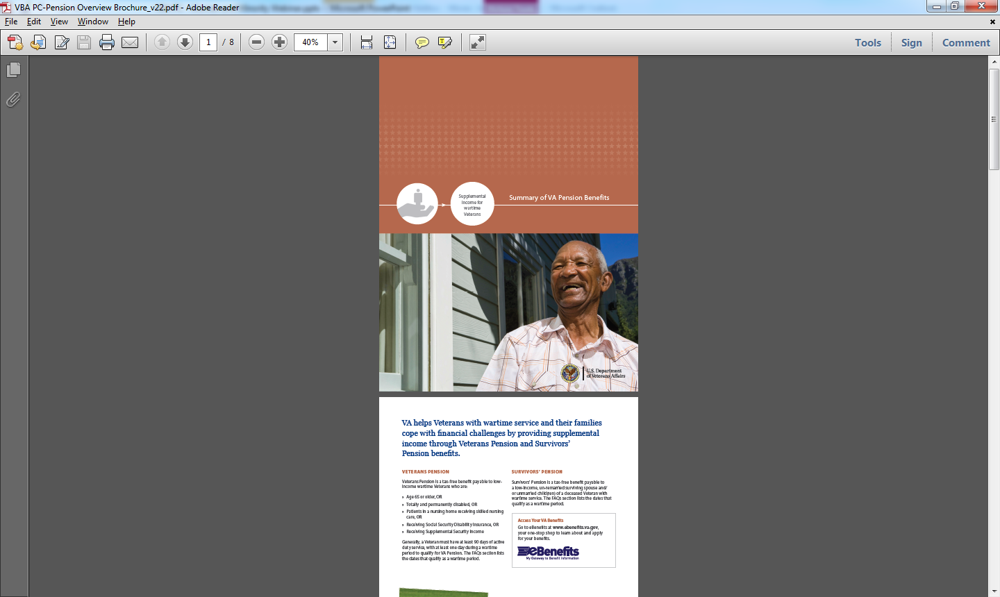 VBA PC-Pension Overview Brochure_v22.pdf - Adobe Reader
File Edit View Window Help
1 / 8 40% Tools Sign Comment
Supplemental
income for
wartime
Veterans
Summary of VA Pension Benefits
U.S. Department
of Veterans Affairs
VA helps Veterans with wartime service and their families
cope with financial challenges by providing supplemental
income through Veterans Pension and Survivors’
Pension benefits.
VETERANS PENSION
Veterans Pension is a tax-free benefit payable to low-
income wartime Veterans who are:
» Age 65 or older, OR
» Totally and permanently disabled, OR
» Patients in a nursing home receiving skilled nursing
care, OR
» Receiving Social Security Disability Insurance, OR
» Receiving Supplemental Security Income
Generally, a Veteran must have at least 90 days of active
duty service, with at least one day during a wartime
period to qualify for VA Pension. The FAQs section lists
the dates that qualify as a wartime period.
SURVIVORS’ PENSION
Survivors’ Pension is a tax-free benefit payable to
a low-income, un-remarried surviving spouse and/
or unmarried child(ren) of a deceased Veteran with
wartime service. The FAQs section lists the dates that
qualify as a wartime period.
Access Your VA Benefits
Go to eBenefits at www.ebenefits.va.gov,
your one-stop shop to learn about and apply
for your benefits.
eBenefits
My Gateway to Benefit Information